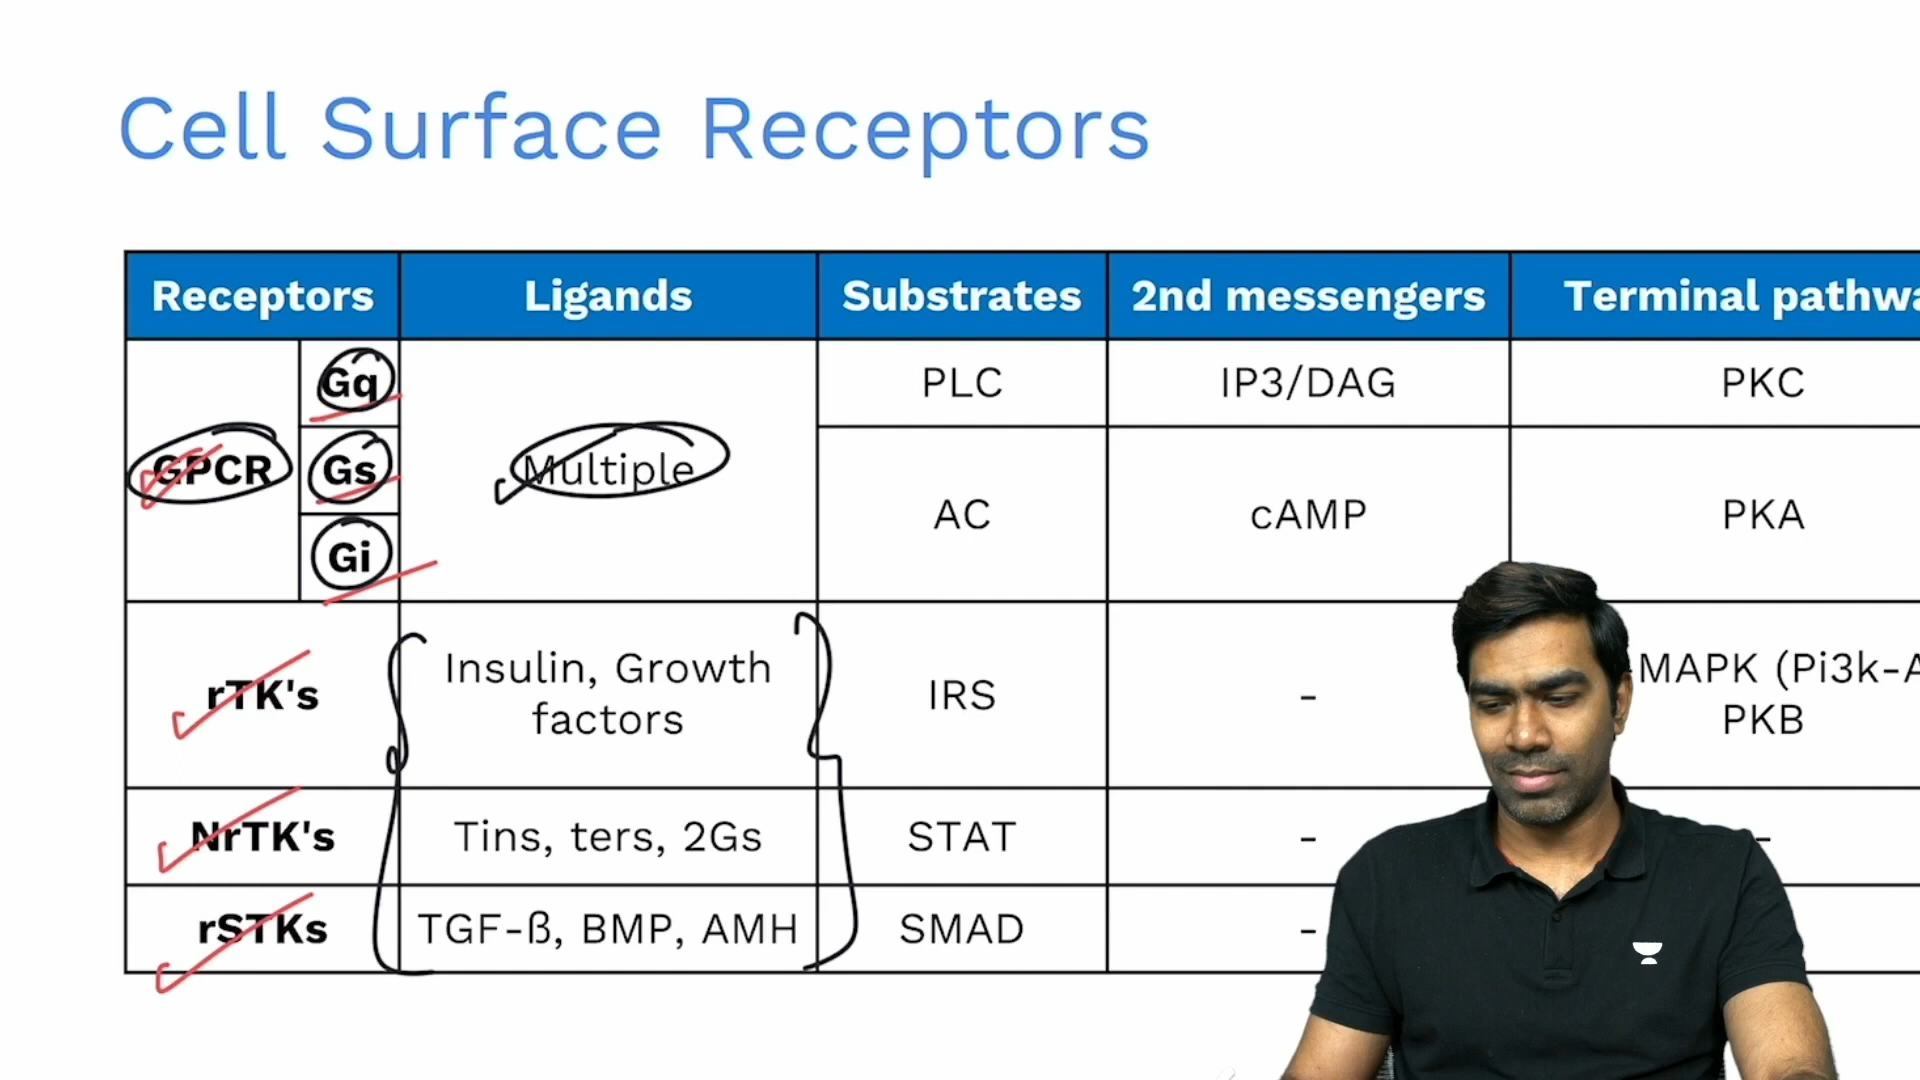 Cell Surface Receptors
Receptors Ligands Substrates 2nd messengers Terminal
Gq PLC IP3/DAG PKC
GPCR Gs Multiple
AC cAMP PKA
Gi
rTK's Insulin, Growth factors IRS - MAPK (Pi3k-
PKB
NrTK's Tins, ters, 2Gs STAT - -
rSTKs TGF-ß, BMP, AMH SMAD -